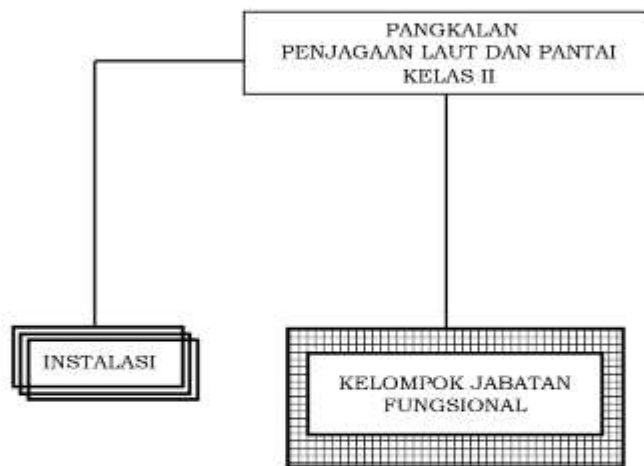 PANGKALAN
PENJAGAAN LAUT DAN PANTAI
KELAS II
INSTALASI
KELOMPOK JABATAN
FUNGSIONAL